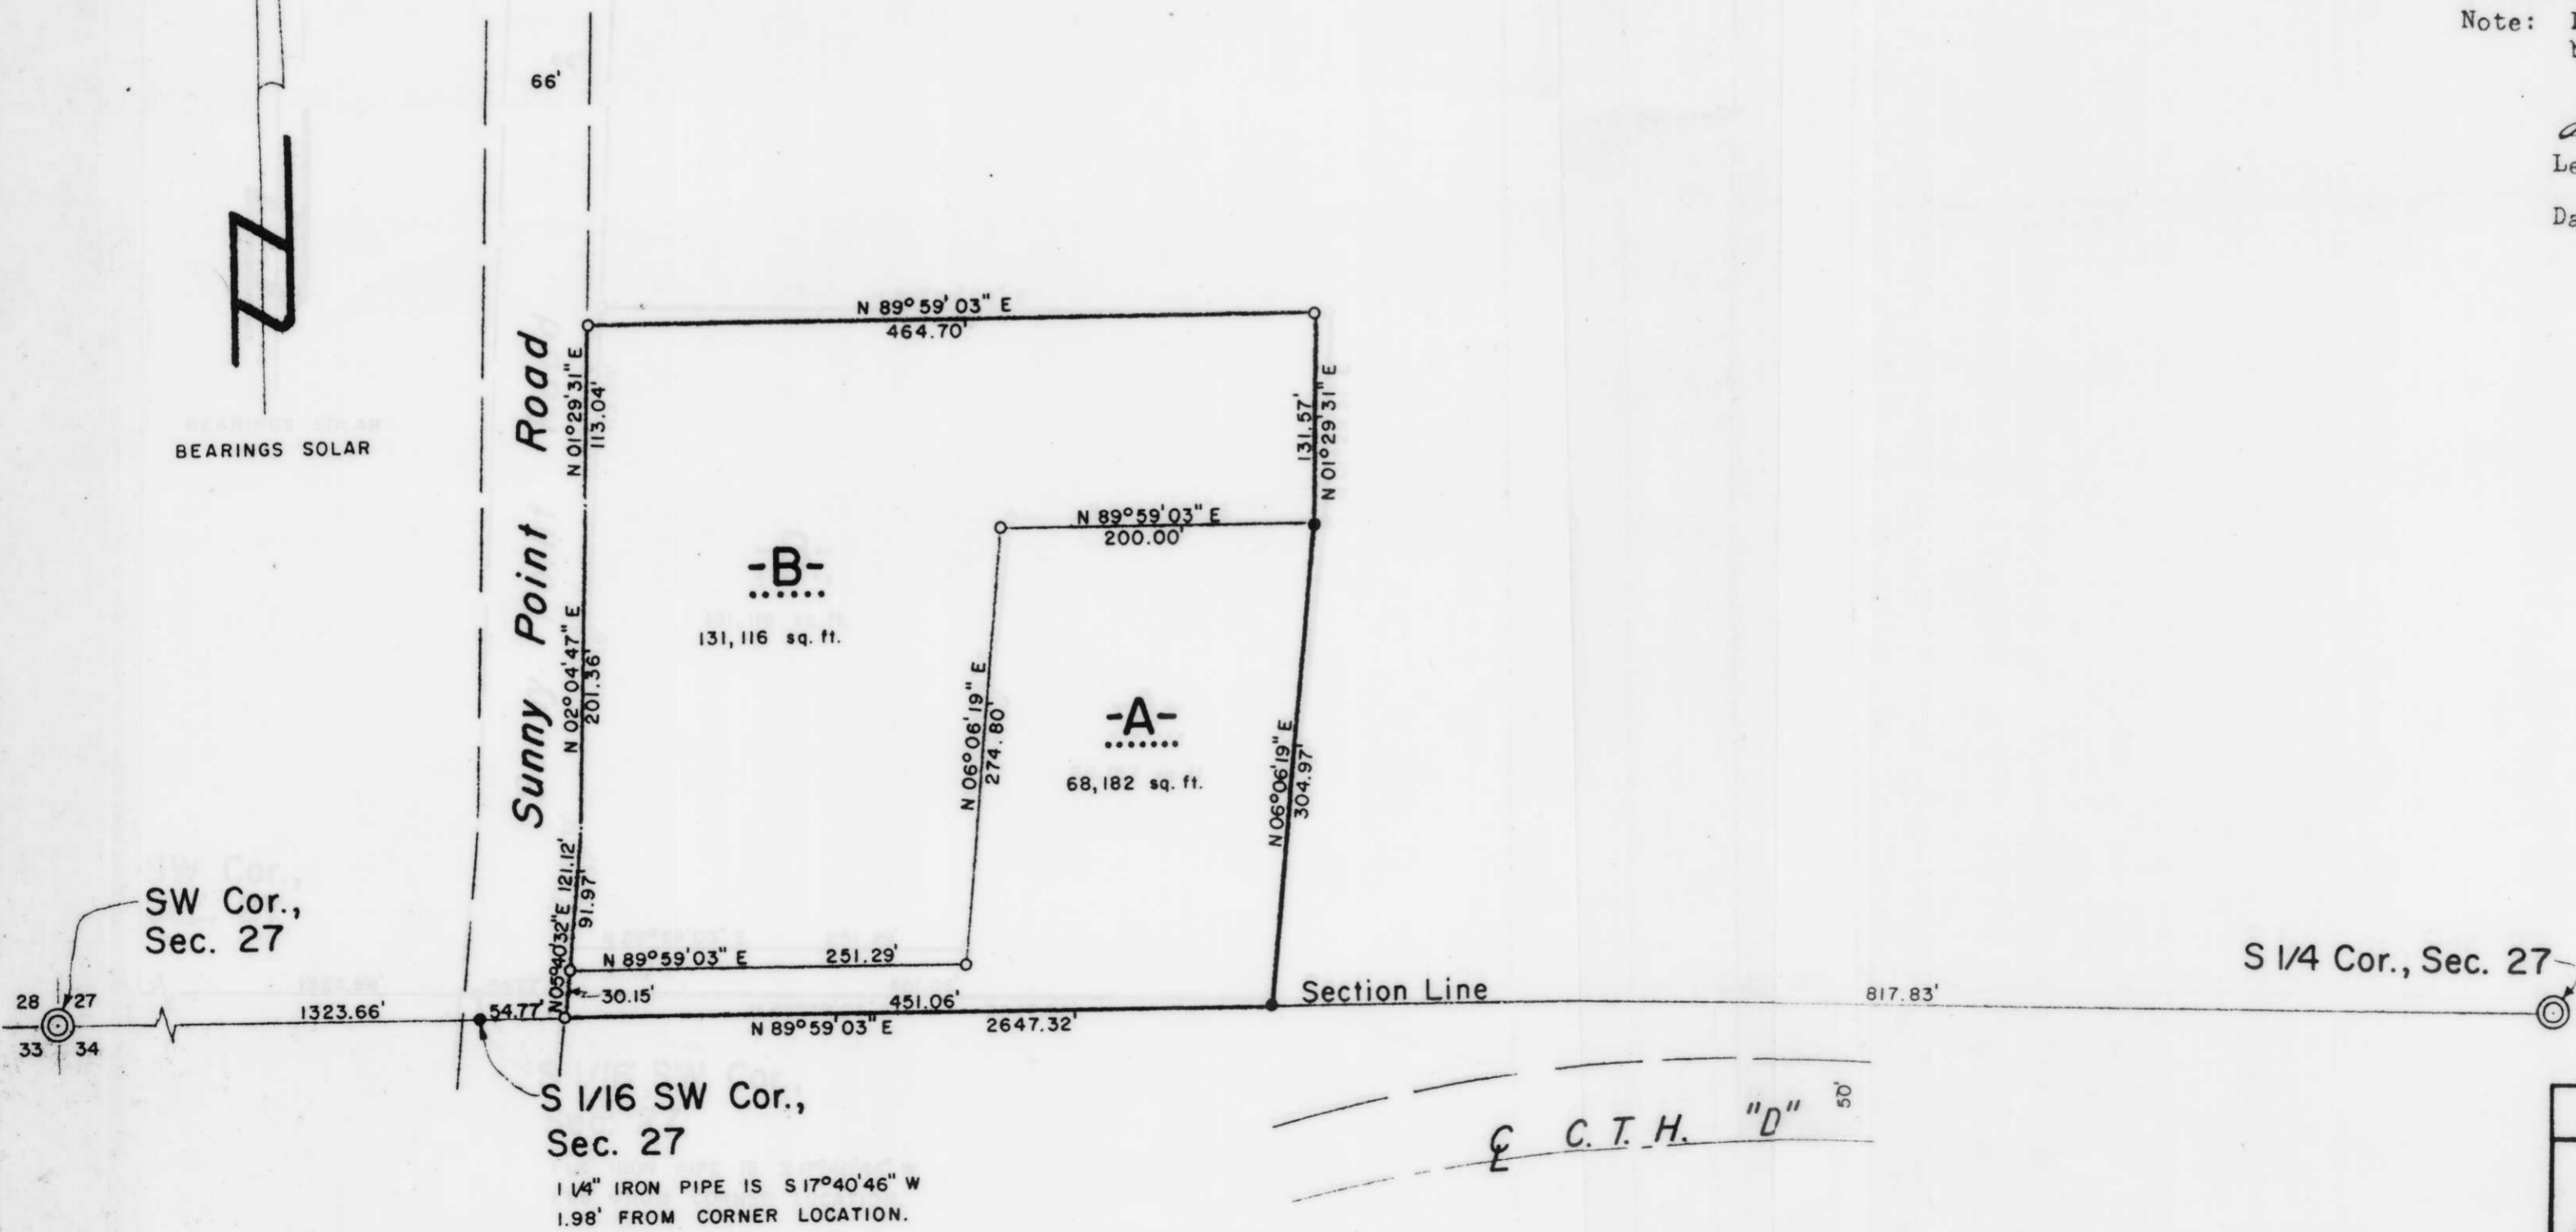 Note:
66'
Le
Da
BEARINGS SOLAR
N 89° 59' 03" E
464.70'
Sunny Point Road
N 01° 29' 31" E
113.04'
131.57'
N 01° 29' 31" E
N 89°59'03" E
200.00'
-B-
131,116 sq. ft.
N 02° 04' 47" E
201.36'
N 06° 06' 19" E
274.80'
-A-
68,182 sq. ft.
N 06° 06' 19" E
304.97'
N 05°40'32" E 121.12'
91.97'
SW Cor.,
Sec. 27
N 89°59'03" E 251.29'
S 1/4 Cor., Sec. 27
28 27
33 34
1323.66'
54.77'
30.15'
451.06'
N 89°59'03" E 2647.32'
Section Line
817.83'
S 1/16 SW Cor.,
Sec. 27
1 1/4" IRON PIPE IS S 17°40'46" W
1.98' FROM CORNER LOCATION.
℄ C. T. H. "D"
50'